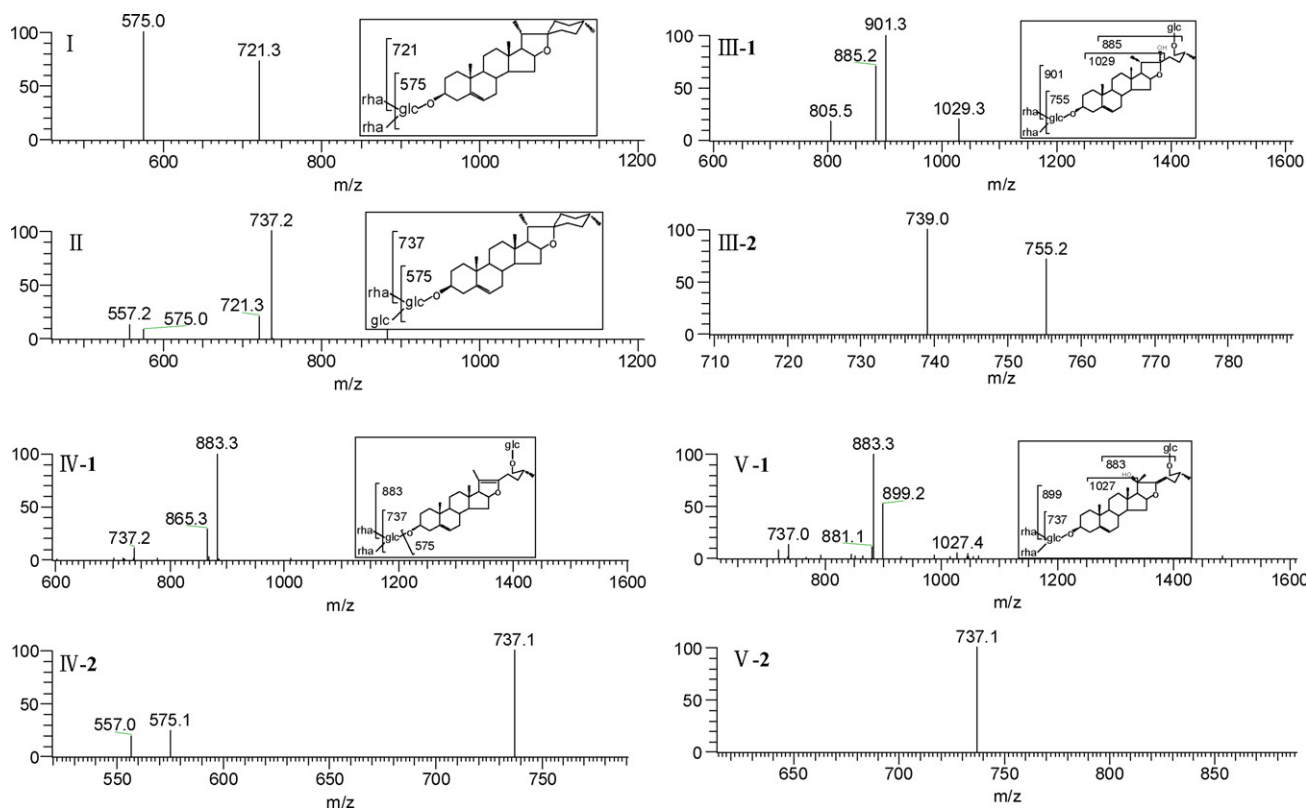 I
100
50
0
575.0
721.3
721
575
rha
glc
O
rha
O
600
800
1000
1200
m/z
III-1
100
50
0
805.5
885.2
901.3
1029.3
glc
O
885
OH
1029
901
755
rha
glc
O
rha
O
600
800
1000
1200
1400
1600
m/z
II
100
50
0
557.2
575.0
721.3
737.2
737
575
rha
glc
O
glc
O
600
800
1000
1200
m/z
III-2
100
50
0
739.0
755.2
710
720
730
740
750
760
770
780
m/z
IV-1
100
50
0
737.2
865.3
883.3
glc
O
883
737
rha
glc
O
rha
575
O
600
800
1000
1200
1400
1600
m/z
V-1
100
50
0
737.0
881.1
883.3
899.2
1027.4
glc
O
883
HO
1027
899
737
rha
glc
O
rha
O
800
1000
1200
1400
1600
m/z
IV-2
100
50
0
557.0
575.1
737.1
550
600
650
700
750
m/z
V-2
100
50
0
737.1
650
700
750
800
850
m/z